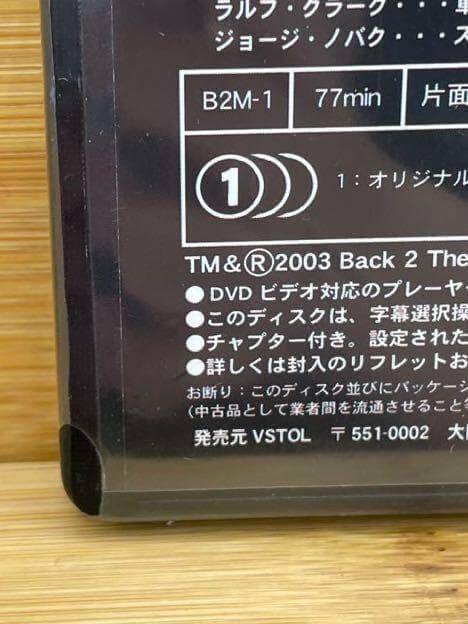 ラルフ・クラーク・・・
ジョージ・ノバク・・・ス
B2M-1 77min 片面
1 1：オリジナル
TM&®2003 Back 2 The
●DVD ビデオ対応のプレーヤ
●このディスクは、字幕選択操
●チャプター付き。設定された
●詳しくは封入のリフレットお
お断り：このディスク並びにパッケージ
(中古品として業者間を流通させること等
発売元 VSTOL 〒551-0002 大